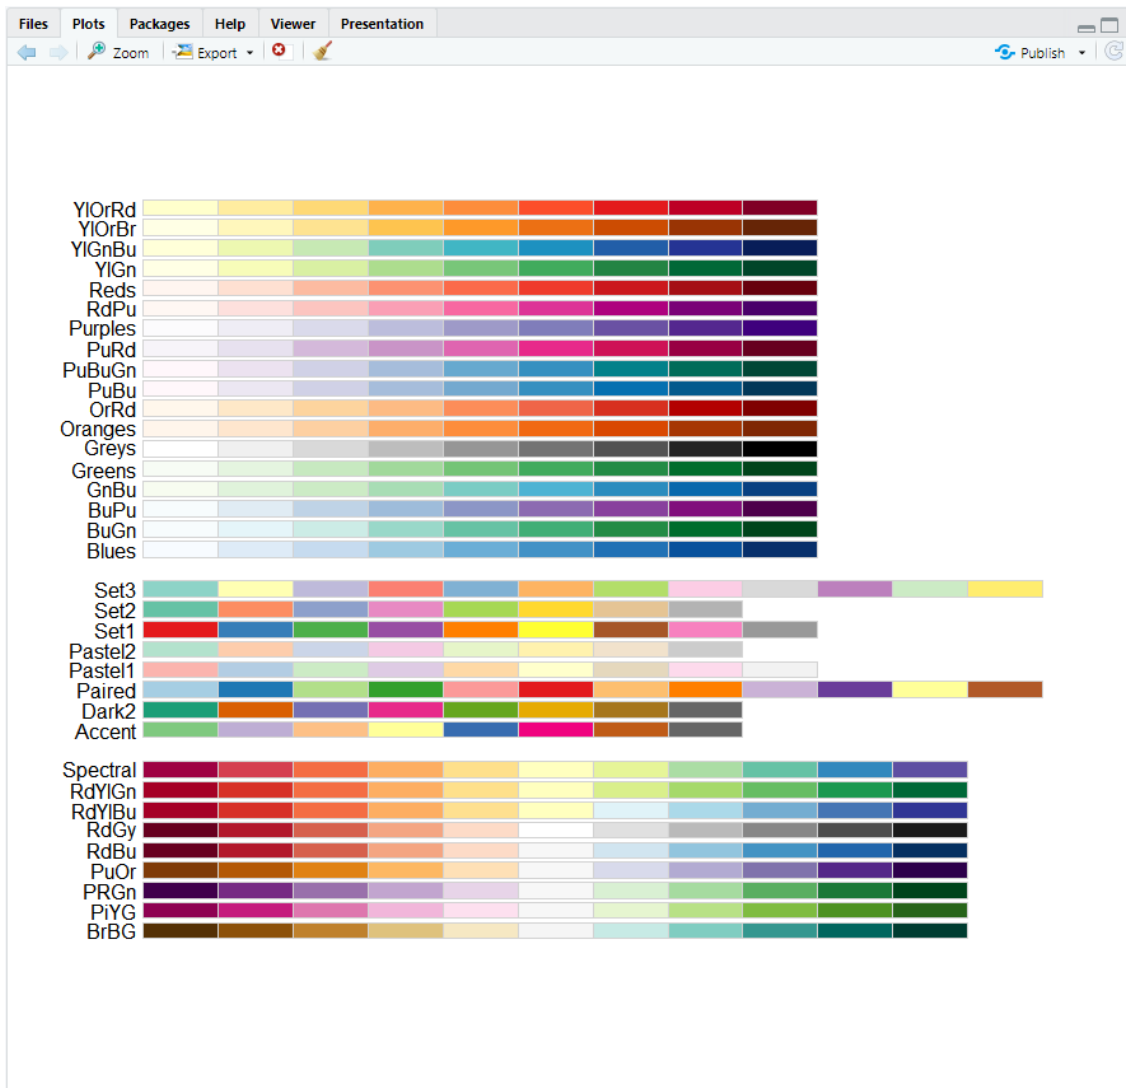 Files Plots Packages Help Viewer Presentation
Zoom Export Publish
YlOrRd
YlOrBr
YlGnBu
YlGn
Reds
RdPu
Purples
PuRd
PuBuGn
PuBu
OrRd
Oranges
Greys
Greens
GnBu
BuPu
BuGn
Blues
Set3
Set2
Set1
Pastel2
Pastel1
Paired
Dark2
Accent
Spectral
RdYlGn
RdYlBu
RdGy
RdBu
PuOr
PRGn
PiYG
BrBG